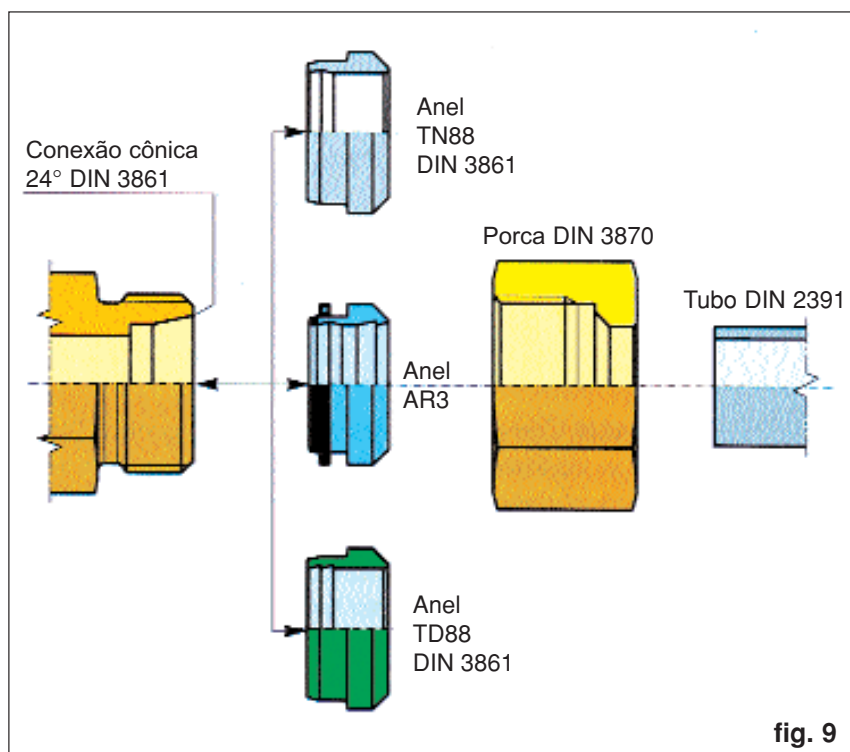 Anel
TN88
DIN 3861
Conexão cônica
24° DIN 3861
Porca DIN 3870
Tubo DIN 2391
Anel
AR3
Anel
TD88
DIN 3861
fig. 9